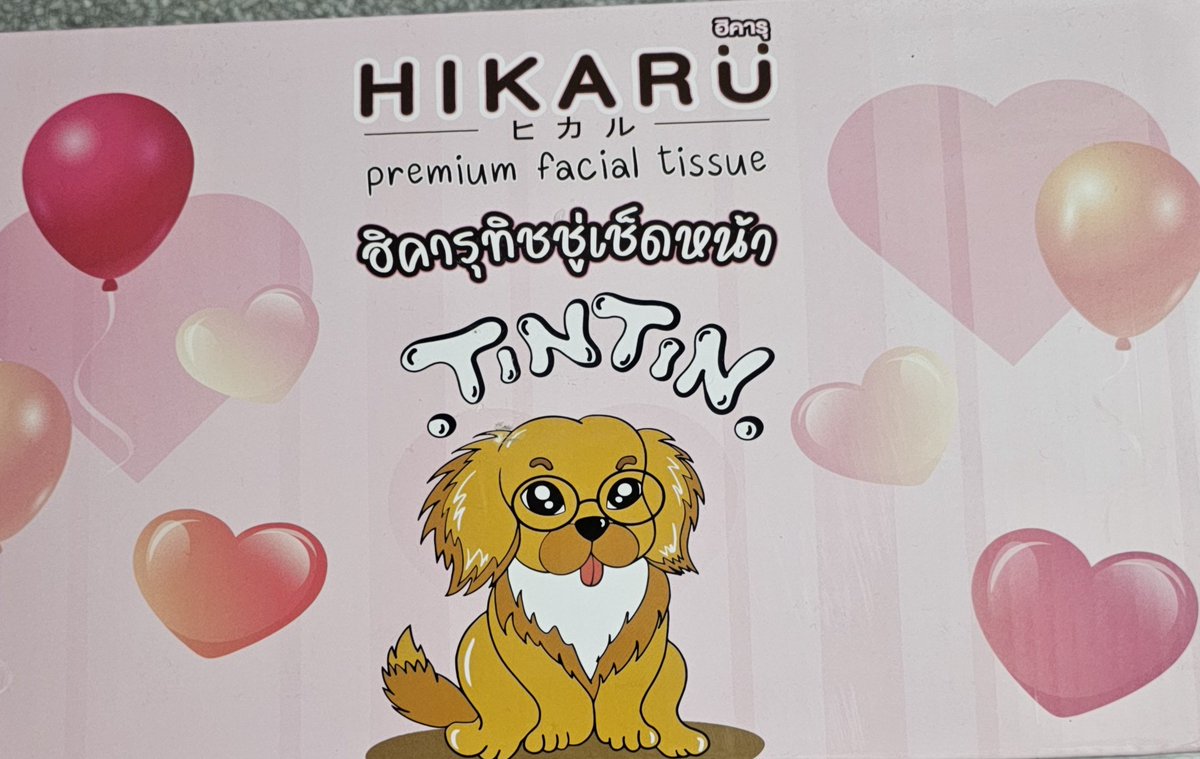 ฮิคารุ
HIKARÜ
ヒカル
premium facial tissue
ฮิคารุทิชชู่เช็ดหน้า
TINTIN